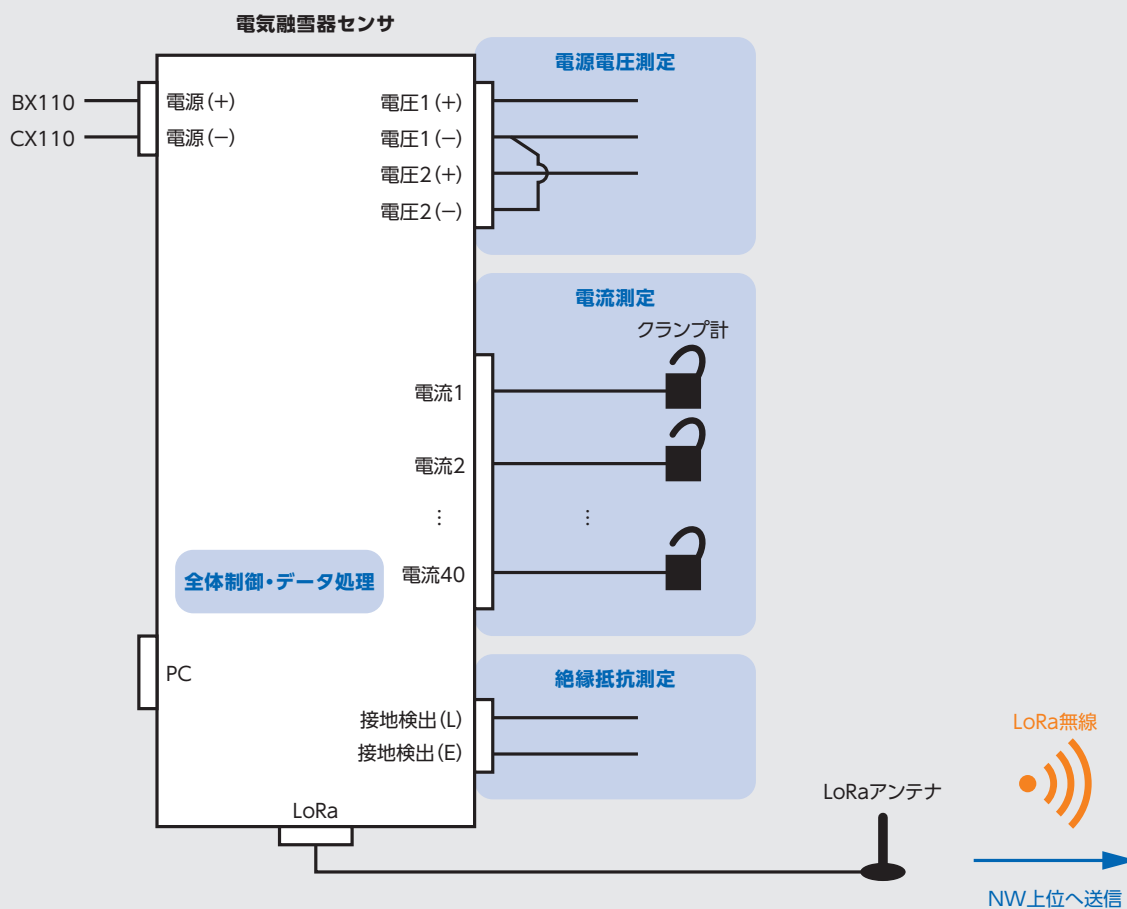 電気融雪器センサ
BX110
CX110
電源(+)
電源(−)
電源電圧測定
電圧1(+)
電圧1(−)
電圧2(+)
電圧2(−)
電流測定
クランプ計
電流1
電流2
⋮
⋮
電流40
全体制御・データ処理
PC
絶縁抵抗測定
接地検出(L)
接地検出(E)
LoRa
LoRaアンテナ
LoRa無線
NW上位へ送信